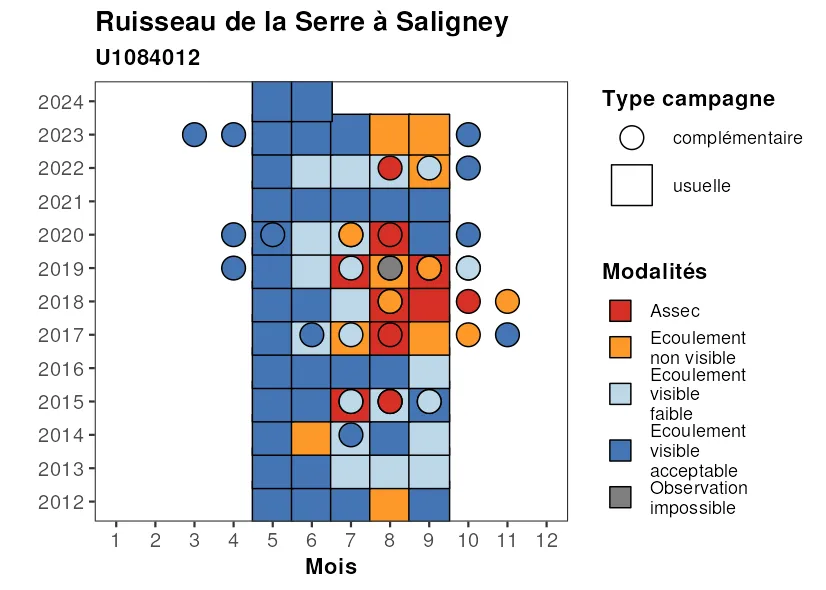 Ruisseau de la Serre à Saligney
U1084012
2024
2023
2022
2021
2020
2019
2018
2017
2016
2015
2014
2013
2012
1 2 3 4 5 6 7 8 9 10 11 12
Mois
Type campagne
complémentaire
usuelle
Modalités
Assec
Ecoulement
non visible
Ecoulement
visible
faible
Ecoulement
visible
acceptable
Observation
impossible